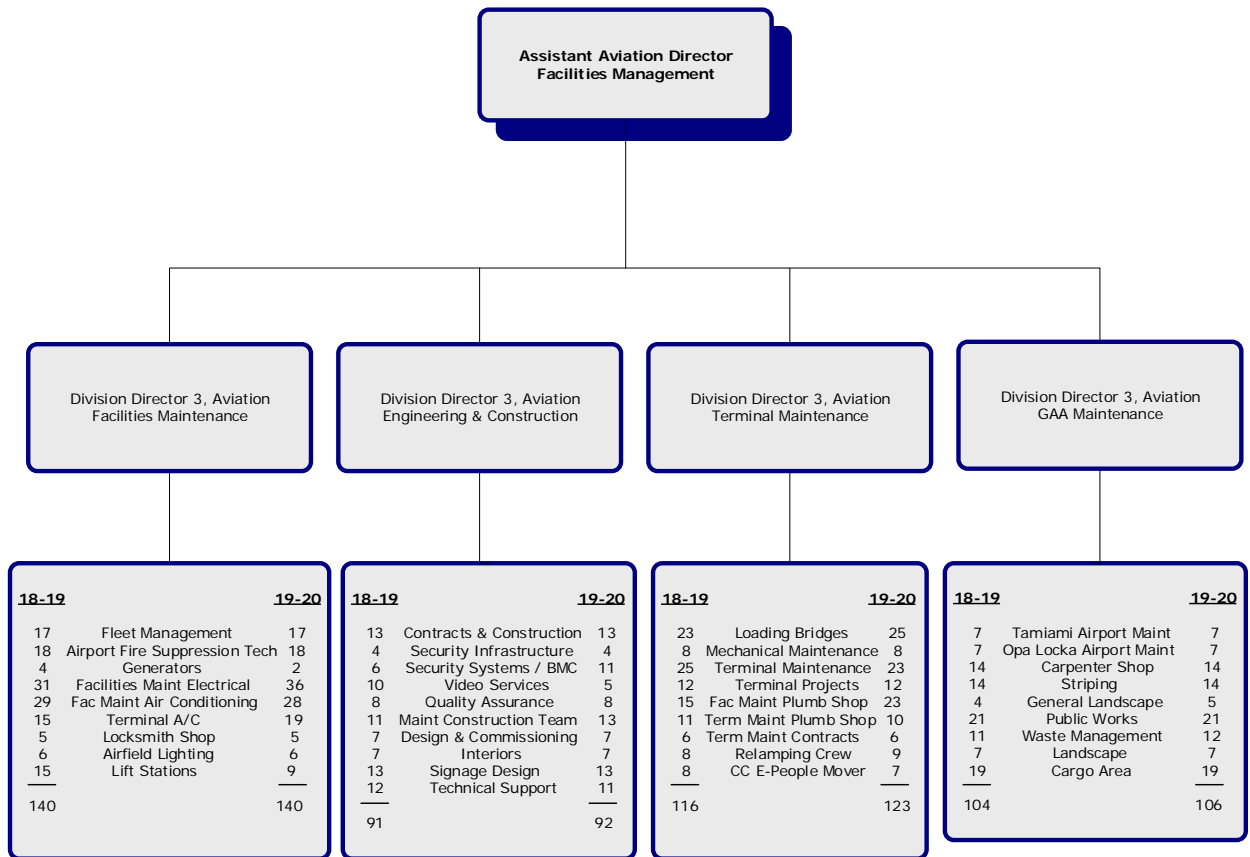 Assistant Aviation Director
Facilities Management
Division Director 3, Aviation
Facilities Maintenance
Division Director 3, Aviation
Engineering & Construction
Division Director 3, Aviation
Terminal Maintenance
Division Director 3, Aviation
GAA Maintenance
18-19 19-20
17 Fleet Management 17
18 Airport Fire Suppression Tech 18
4 Generators 2
31 Facilities Maint Electrical 36
29 Fac Maint Air Conditioning 28
15 Terminal A/C 19
5 Locksmith Shop 5
6 Airfield Lighting 6
15 Lift Stations 9
140 140
18-19 19-20
13 Contracts & Construction 13
4 Security Infrastructure 4
6 Security Systems / BMC 11
10 Video Services 5
8 Quality Assurance 8
11 Maint Construction Team 13
7 Design & Commissioning 7
7 Interiors 7
13 Signage Design 13
12 Technical Support 11
91 92
18-19 19-20
23 Loading Bridges 25
8 Mechanical Maintenance 8
25 Terminal Maintenance 23
12 Terminal Projects 12
15 Fac Maint Plumb Shop 23
11 Term Maint Plumb Shop 10
6 Term Maint Contracts 6
8 Relamping Crew 9
8 CC E-People Mover 7
116 123
18-19 19-20
7 Tamiami Airport Maint 7
7 Opa Locka Airport Maint 7
14 Carpenter Shop 14
14 Striping 14
4 General Landscape 5
21 Public Works 21
11 Waste Management 12
7 Landscape 7
19 Cargo Area 19
104 106